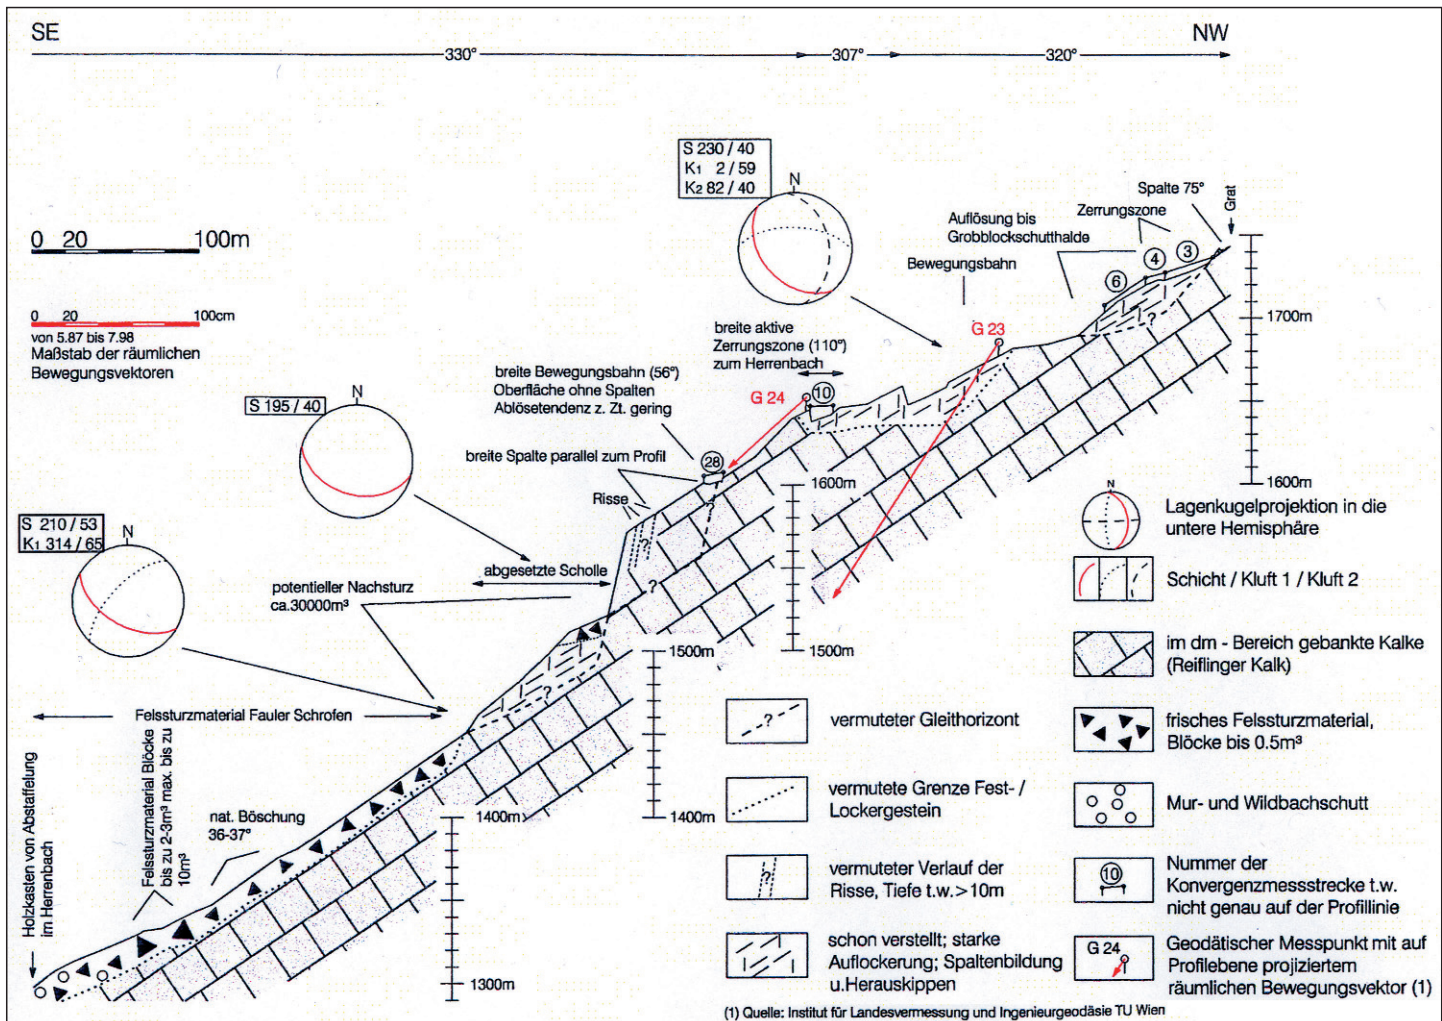 SE
NW
330°
307°
320°
S 230 / 40
K1 2 / 59
K2 82 / 40
N
Spalte 75°
Grat
Zerrungszone
Auflösung bis
Grobblockschutthalde
Bewegungsbahn
3
4
6
0 20 100m
0 20 100cm
von 5.87 bis 7.98
Maßstab der räumlichen
Bewegungsvektoren
G 23
1700m
1600m
breite aktive
Zerrungszone (110°)
zum Herrenbach
breite Bewegungsbahn (56°)
Oberfläche ohne Spalten
Ablösetendenz z. Zt. gering
G 24
10
N
S 195 / 40
breite Spalte parallel zum Profil
28
Risse
?
?
?
?
?
1600m
1500m
S 210 / 53
K1 314 / 65
N
abgesetzte Scholle
potentieller Nachsturz
ca.30000m³
1500m
1400m
Felssturzmaterial Fauler Schrofen
Holzkasten von Abstaffelung
im Herrenbach
Felssturzmaterial Blöcke
bis zu 2-3m³ max. bis zu
10m³
nat. Böschung
36-37°
1400m
1300m
N
Lagenkugelprojektion in die
untere Hemisphäre
Schicht / Kluft 1 / Kluft 2
im dm - Bereich gebankte Kalke
(Reiflinger Kalk)
?
vermuteter Gleithorizont
frisches Felssturzmaterial,
Blöcke bis 0.5m³
vermutete Grenze Fest- /
Lockergestein
Mur- und Wildbachschutt
?
vermuteter Verlauf der
Risse, Tiefe t.w.>10m
10
Nummer der
Konvergenzmessstrecke t.w.
nicht genau auf der Profillinie
schon verstellt; starke
Auflockerung; Spaltenbildung
u.Herauskippen
G 24
Geodätischer Messpunkt mit auf
Profilebene projiziertem
räumlichen Bewegungsvektor (1)
(1) Quelle: Institut für Landesvermessung und Ingenieurgeodäsie TU Wien